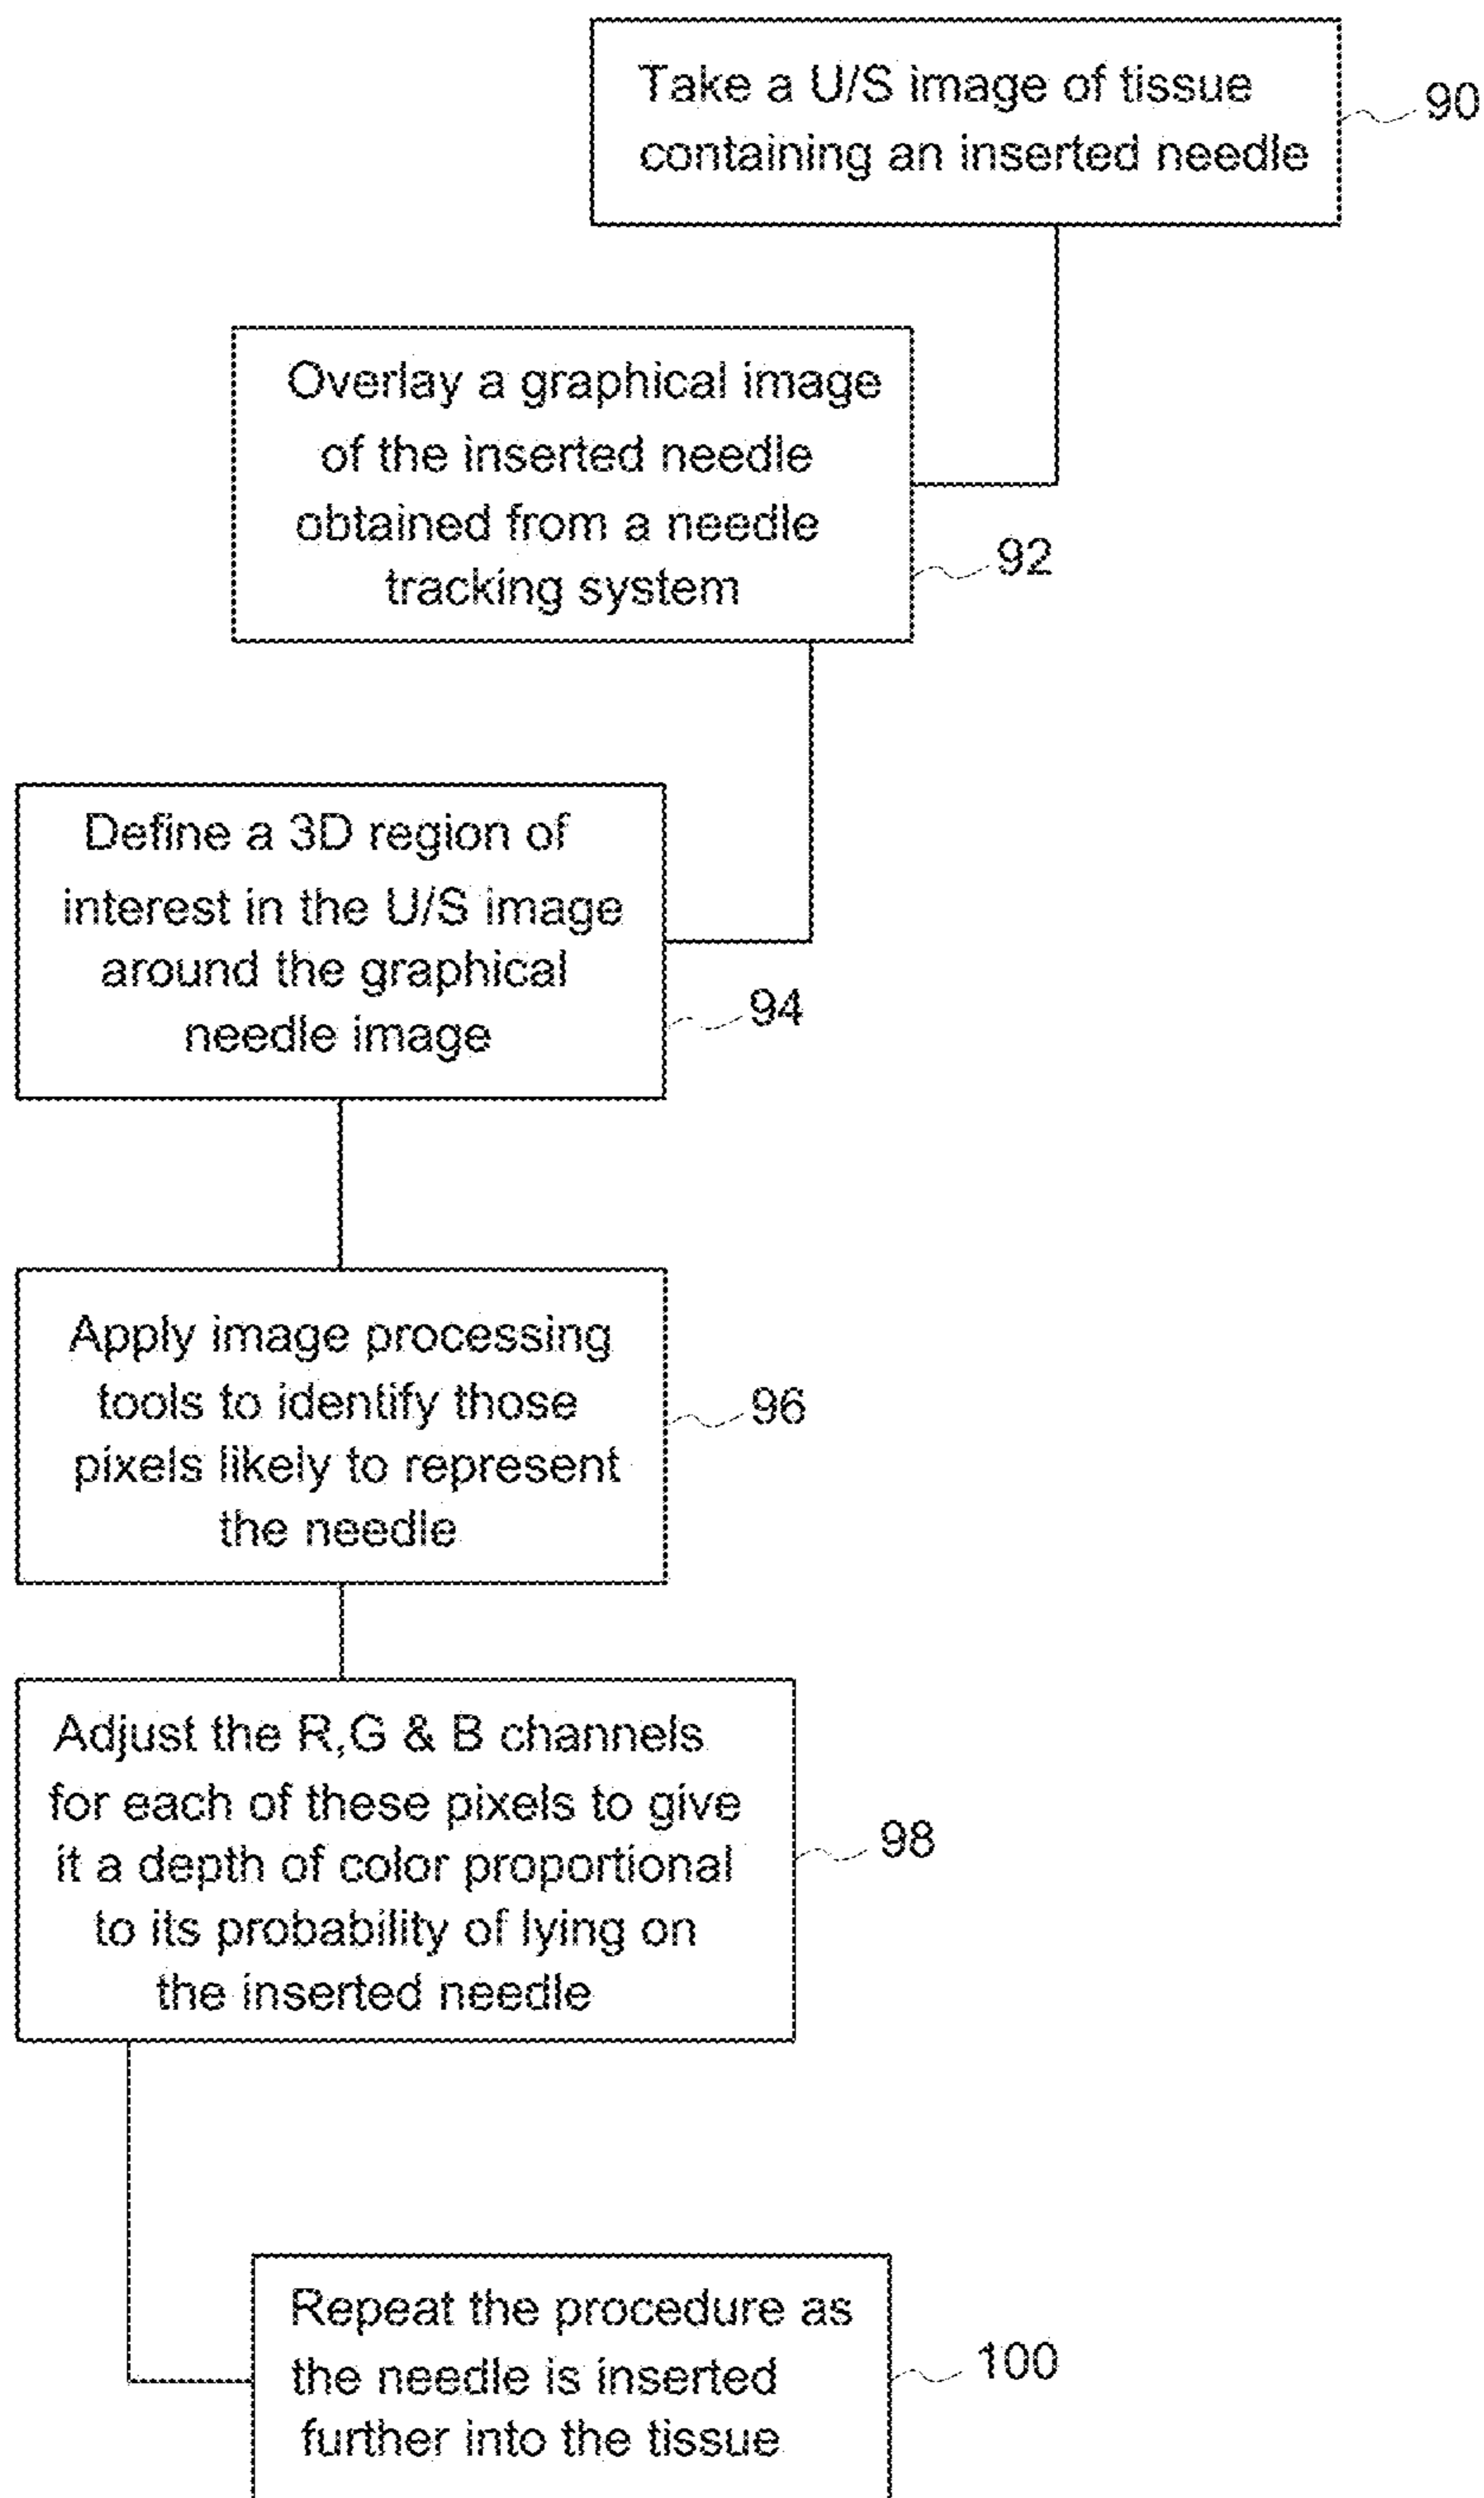 Take a U/S image of tissue
containing an inserted needle
90
Overlay a graphical image
of the inserted needle
obtained from a needle
tracking system
92
Define a 3D region of
interest in the U/S image
around the graphical
needle image
94
Apply image processing
tools to identify those
pixels likely to represent
the needle
96
Adjust the R,G & B channels
for each of these pixels to give
it a depth of color proportional
to its probability of lying on
the inserted needle
98
Repeat the procedure as
the needle is inserted
further into the tissue
100